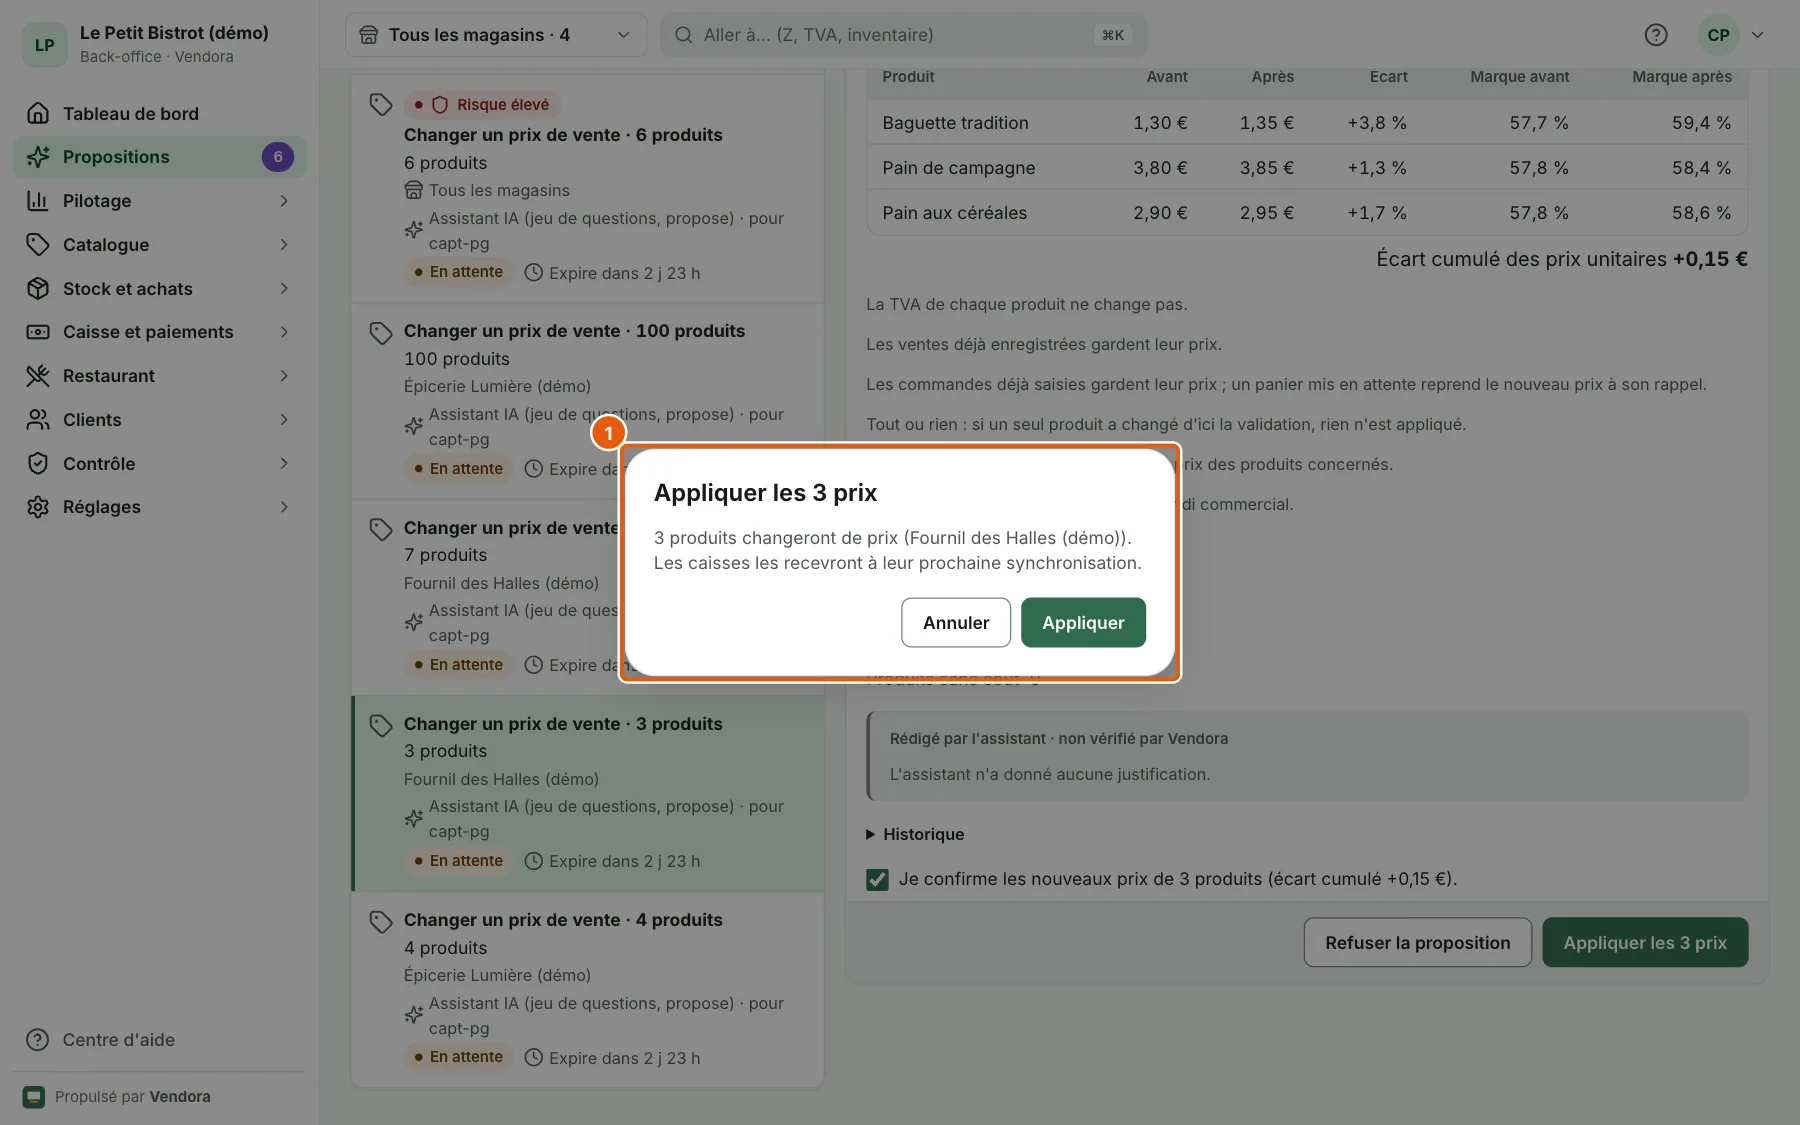 LP
Le Petit Bistrot (démo)
Back-office · Vendora
Tableau de bord
Propositions
6
Pilotage
Catalogue
Stock et achats
Caisse et paiements
Restaurant
Clients
Contrôle
Réglages
Centre d'aide
Propulsé par Vendora
Tous les magasins · 4
Aller à... (Z, TVA, inventaire)
⌘K
CP
Risque élevé
Changer un prix de vente · 6 produits
6 produits
Tous les magasins
Assistant IA (jeu de questions, propose) · pour
capt-pg
En attente
Expire dans 2 j 23 h
Changer un prix de vente · 100 produits
100 produits
Épicerie Lumière (démo)
Assistant IA (jeu de questions, propose) · pour
capt-pg
En attente
Expire
Changer un prix de vente
7 produits
Fournil des Halles (démo)
Assistant IA (jeu de
capt-pg
En attente
Expire
Changer un prix de vente · 3 produits
3 produits
Fournil des Halles (démo)
Assistant IA (jeu de questions, propose) · pour
capt-pg
En attente
Expire dans 2 j 23 h
Changer un prix de vente · 4 produits
4 produits
Épicerie Lumière (démo)
Assistant IA (jeu de questions, propose) · pour
capt-pg
En attente
Expire dans 2 j 23 h
Produit Avant Après Écart Marque avant Marque après
Baguette tradition 1,30 € 1,35 € +3,8 % 57,7 % 59,4 %
Pain de campagne 3,80 € 3,85 € +1,3 % 57,8 % 58,4 %
Pain aux céréales 2,90 € 2,95 € +1,7 % 57,8 % 58,6 %
Écart cumulé des prix unitaires +0,15 €
La TVA de chaque produit ne change pas.
Les ventes déjà enregistrées gardent leur prix.
Les commandes déjà saisies gardent leur prix ; un panier mis en attente reprend le nouveau prix à son rappel.
Tout ou rien : si un seul produit a changé d'ici la validation, rien n'est appliqué.
prix des produits concernés.
commercial.
1
Appliquer les 3 prix
3 produits changeront de prix (Fournil des Halles (démo)).
Les caisses les recevront à leur prochaine synchronisation.
Annuler
Appliquer
Rédigé par l'assistant · non vérifié par Vendora
L'assistant n'a donné aucune justification.
Historique
Je confirme les nouveaux prix de 3 produits (écart cumulé +0,15 €).
Refuser la proposition
Appliquer les 3 prix